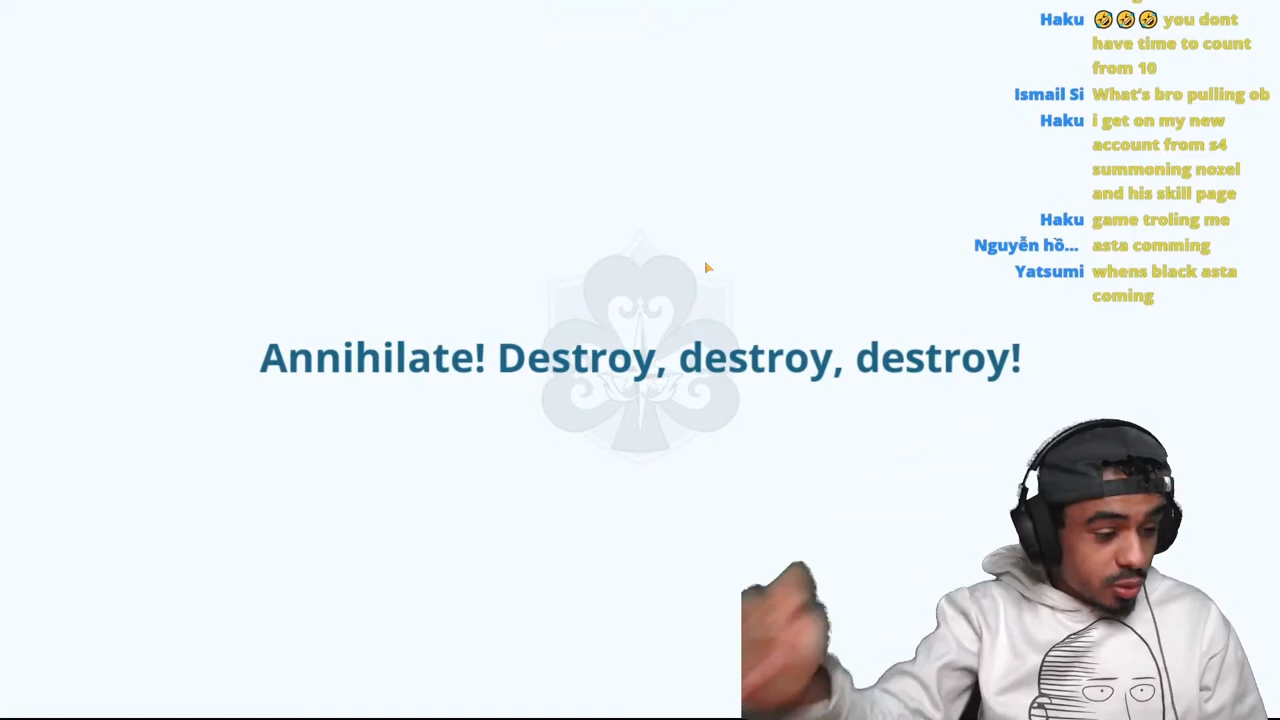 Haku 🤣🤣🤣 you dont
have time to count
from 10
Ismail Si What's bro pulling ob
Haku i get on my new
account from s4
summoning nozel
and his skill page
Haku game troling me
Nguyễn hồ... asta comming
Yatsumi whens black asta
coming
Annihilate! Destroy, destroy, destroy!